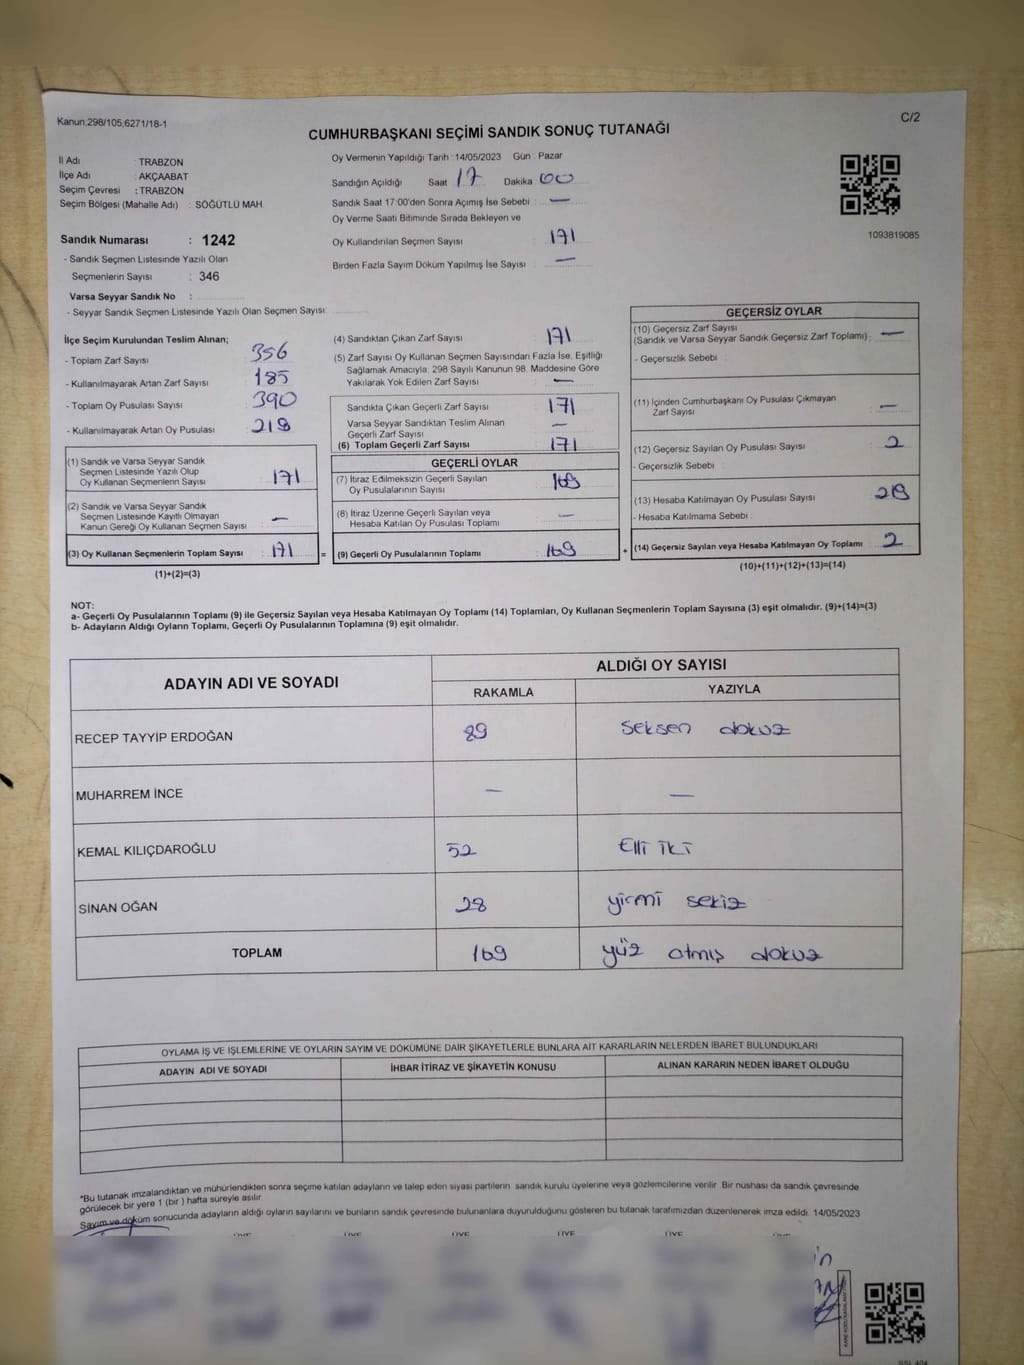 Kanun;298/105;6271/18-1
C/2
CUMHURBAŞKANI SEÇİMİ SANDIK SONUÇ TUTANAĞI
İl Adı : TRABZON
İlçe Adı : AKÇAABAT
Seçim Çevresi : TRABZON
Seçim Bölgesi (Mahalle Adı) : SÖĞÜTLÜ MAH.
Sandık Numarası : 1242
- Sandık Seçmen Listesinde Yazılı Olan
Seçmenlerin Sayısı : 346
Varsa Seyyar Sandık No :
- Seyyar Sandık Seçmen Listesinde Yazılı Olan Seçmen Sayısı:
Oy Vermenin Yapıldığı Tarih : 14/05/2023 Gün : Pazar
Sandığın Açıldığı Saat 17 Dakika 00
Sandık Saat 17:00'den Sonra Açımış İse Sebebi : —
Oy Verme Saati Bitiminde Sırada Bekleyen ve
Oy Kullandırılan Seçmen Sayısı : 171
Birden Fazla Sayım Döküm Yapılmış İse Sayısı : —
1093819085
İlçe Seçim Kurulundan Teslim Alınan;
- Toplam Zarf Sayısı : 356
- Kullanılmayarak Artan Zarf Sayısı : 185
- Toplam Oy Pusulası Sayısı : 390
- Kullanılmayarak Artan Oy Pusulası : 219
(1) Sandık ve Varsa Seyyar Sandık
Seçmen Listesinde Yazılı Olup
Oy Kullanan Seçmenlerin Sayısı : 171
(2) Sandık ve Varsa Seyyar Sandık
Seçmen Listesinde Kayıtlı Olmayan
Kanun Gereği Oy Kullanan Seçmen Sayısı : —
(3) Oy Kullanan Seçmenlerin Toplam Sayısı : 171 =
(1)+(2)=(3)
(4) Sandıktan Çıkan Zarf Sayısı : 171
(5) Zarf Sayısı Oy Kullanan Seçmen Sayısından Fazla İse, Eşitliği
Sağlamak Amacıyla, 298 Sayılı Kanunun 98. Maddesine Göre
Yakılarak Yok Edilen Zarf Sayısı : —
Sandıkta Çıkan Geçerli Zarf Sayısı : 171
Varsa Seyyar Sandıktan Teslim Alınan
Geçerli Zarf Sayısı : —
(6) Toplam Geçerli Zarf Sayısı : 171
GEÇERLİ OYLAR
(7) İtiraz Edilmeksizin Geçerli Sayılan
Oy Pusulalarının Sayısı : 169
(8) İtiraz Üzerine Geçerli Sayılan veya
Hesaba Katılan Oy Pusulası Toplamı : —
(9) Geçerli Oy Pusulalarının Toplamı : 169 +
GEÇERSİZ OYLAR
(10) Geçersiz Zarf Sayısı
(Sandık ve Varsa Seyyar Sandık Geçersiz Zarf Toplamı) : —
- Geçersizlik Sebebi :
(11) İçinden Cumhurbaşkanı Oy Pusulası Çıkmayan
Zarf Sayısı : —
(12) Geçersiz Sayılan Oy Pusulası Sayısı : 2
- Geçersizlik Sebebi :
(13) Hesaba Katılmayan Oy Pusulası Sayısı : 219
- Hesaba Katılmama Sebebi :
(14) Geçersiz Sayılan veya Hesaba Katılmayan Oy Toplamı : 2
(10)+(11)+(12)+(13)=(14)
NOT:
a- Geçerli Oy Pusulalarının Toplamı (9) ile Geçersiz Sayılan veya Hesaba Katılmayan Oy Toplamı (14) Toplamları, Oy Kullanan Seçmenlerin Toplam Sayısına (3) eşit olmalıdır. (9)+(14)=(3)
b- Adayların Aldığı Oyların Toplamı, Geçerli Oy Pusulalarının Toplamına (9) eşit olmalıdır.
ADAYIN ADI VE SOYADI
ALDIĞI OY SAYISI
RAKAMLA YAZIYLA
RECEP TAYYİP ERDOĞAN 89 seksen dokuz
MUHARREM İNCE — —
KEMAL KILIÇDAROĞLU 52 Elli iki
SİNAN OĞAN 28 yirmi sekiz
TOPLAM 169 yüz atmış dokuz
OYLAMA İŞ VE İŞLEMLERİNE VE OYLARIN SAYIM VE DÖKÜMÜNE DAİR ŞİKAYETLERLE BUNLARA AİT KARARLARIN NELERDEN İBARET BULUNDUKLARI
ADAYIN ADI VE SOYADI İHBAR İTİRAZ VE ŞİKAYETİN KONUSU ALINAN KARARIN NEDEN İBARET OLDUĞU
*Bu tutanak imzalandıktan ve mühürlendikten sonra seçime katılan adayların ve talep eden siyasi partilerin sandık kurulu üyelerine veya gözlemcilerine verilir. Bir nüshası da sandık çevresinde
görülecek bir yere 1 (bir) hafta süreyle asılır.
Sayım ve döküm sonucunda adayların aldığı oyların sayılarını ve bunların sandık çevresinde bulunanlara duyurulduğunu gösteren bu tutanak tarafımızdan düzenlenerek imza edildi. 14/05/2023
ÜYE ÜYE ÜYE ÜYE ÜYE